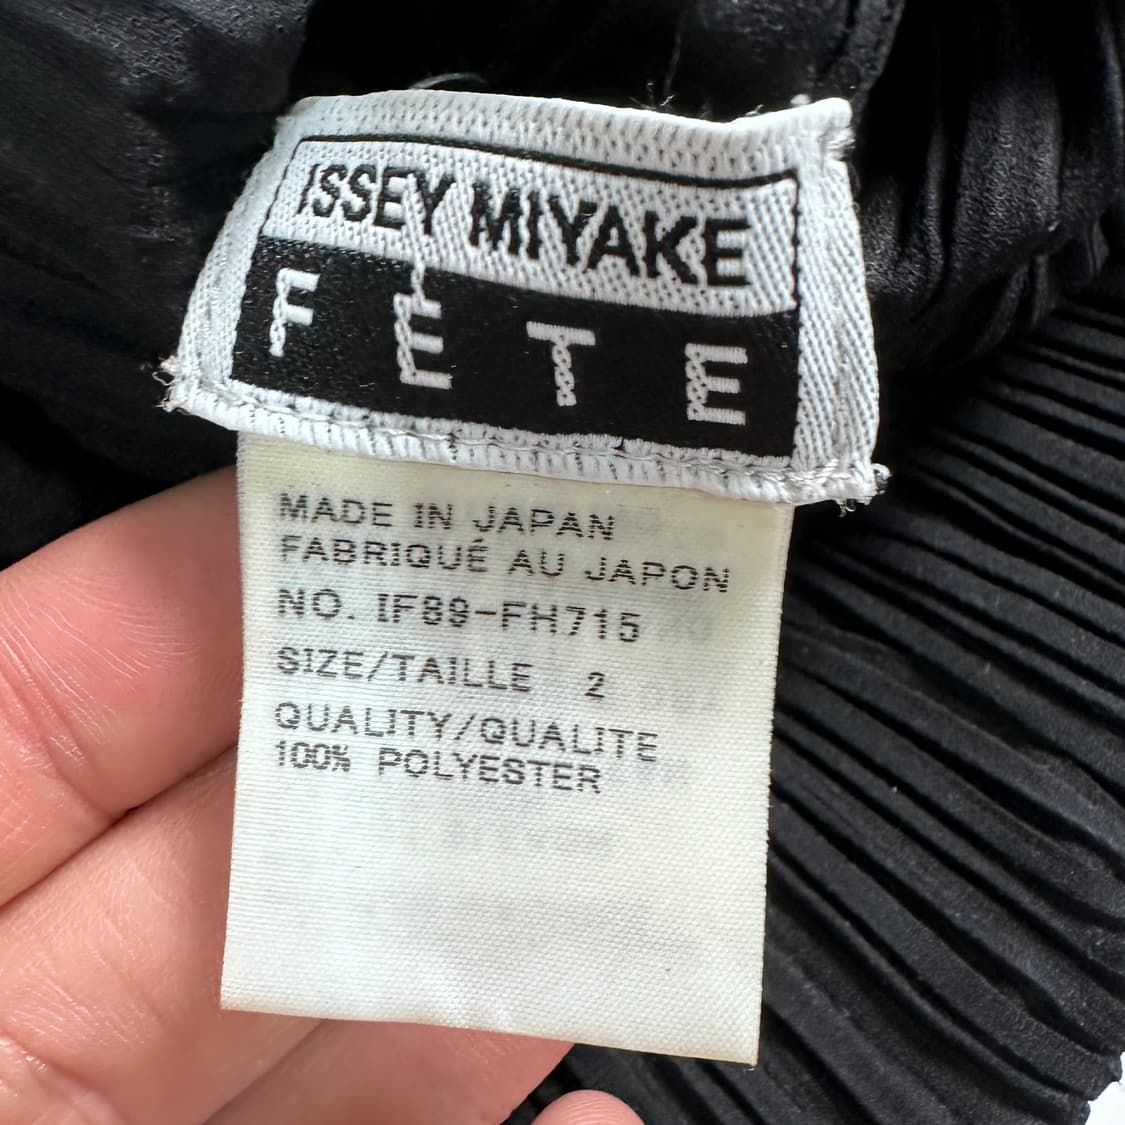 ISSEY MIYAKE
FÊTE
MADE IN JAPAN
FABRIQUÉ AU JAPON
NO. IF89-FH715
SIZE/TAILLE 2
QUALITY/QUALITE
100% POLYESTER